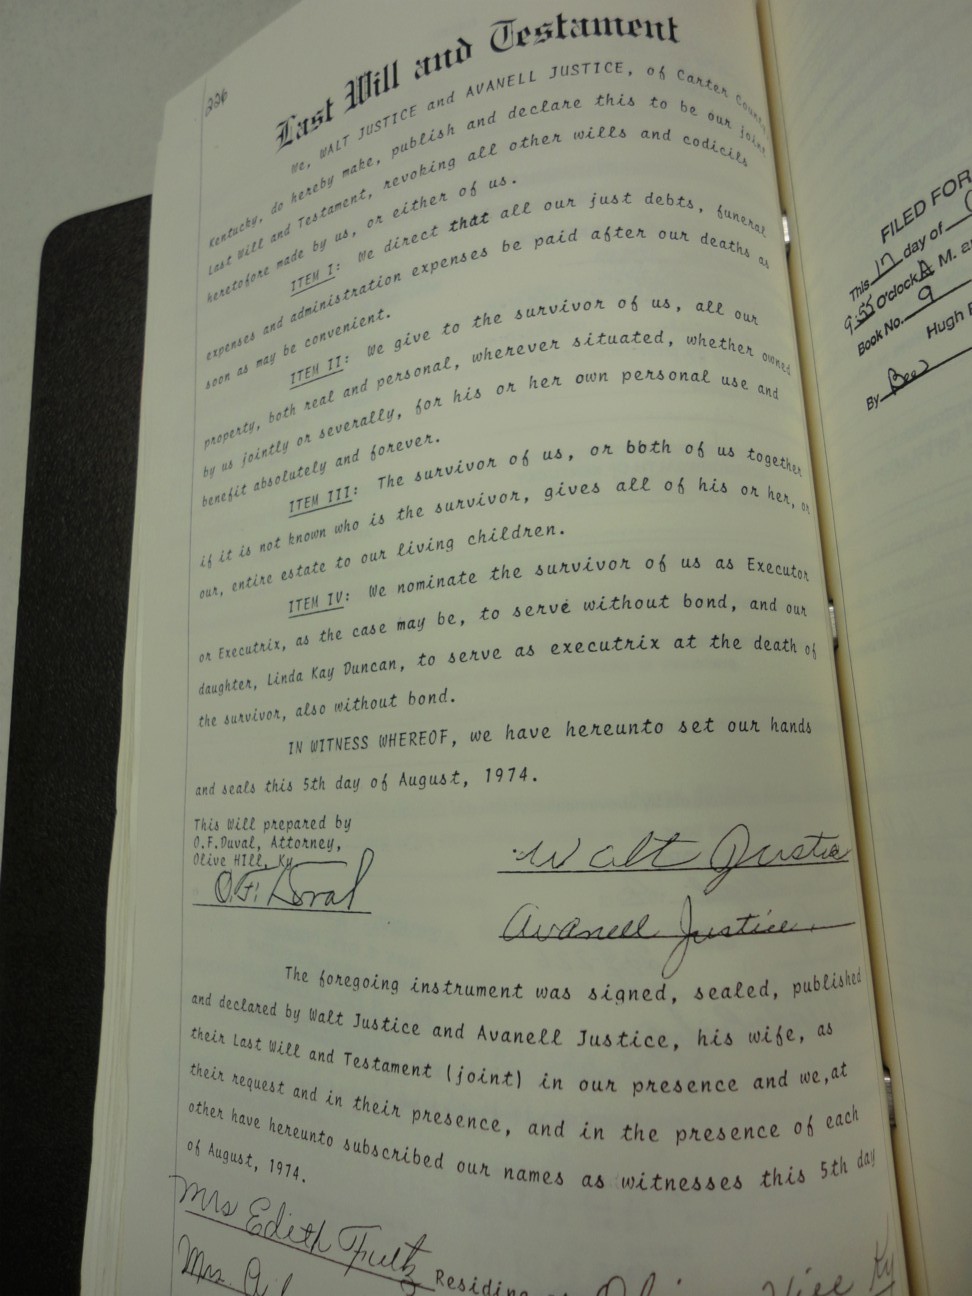 226
Last Will and Testament
We, WALT JUSTICE and AVANELL JUSTICE, of Carter County
Kentucky, do hereby make, publish and declare this to be our joint
Last Will and Testament, revoking all other wills and codicils
heretofore made by us, or either of us.
ITEM I: We direct that all our just debts, funeral
expenses and administration expenses be paid after our deaths as
soon as may be convenient.
ITEM II: We give to the survivor of us, all our
property, both real and personal, wherever situated, whether owned
by us jointly or severally, for his or her own personal use and
benefit absolutely and forever.
ITEM III: The survivor of us, or both of us together
if it is not known who is the survivor, gives all of his or her, or
our, entire estate to our living children.
ITEM IV: We nominate the survivor of us as Executor
or Executrix, as the case may be, to serve without bond, and our
daughter, Linda Kay Duncan, to serve as executrix at the death of
the survivor, also without bond.
IN WITNESS WHEREOF, we have hereunto set our hands
and seals this 5th day of August, 1974.
This Will prepared by
O.F.Duval, Attorney,
Olive HIll, Ky.
O.F. Duval
Walt Justice
Avanell Justice
The foregoing instrument was signed, sealed, published
and declared by Walt Justice and Avanell Justice, his wife, as
their Last Will and Testament (joint) in our presence and we,at
their request and in their presence, and in the presence of each
other have hereunto subscribed our names as witnesses this 5th day
of August, 1974.
Mrs Edith Fultz Residing Olive Hill Ky
Mrs.
FILED FOR
This 17 day of
9:55 O'clock A M. an
Book No. 9
Hugh
By